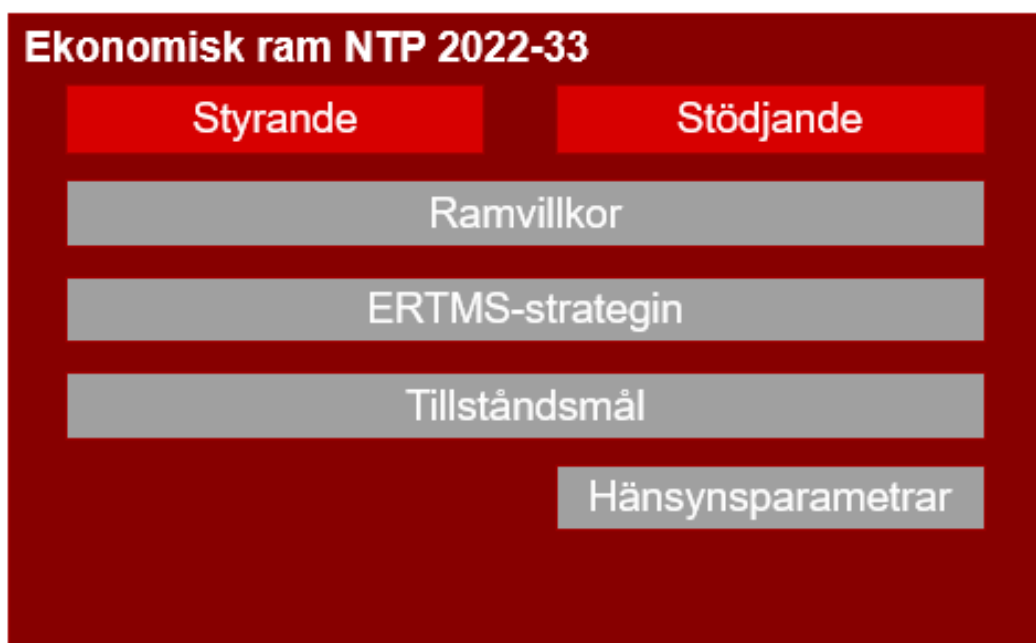 Ekonomisk ram NTP 2022-33
Styrande
Stödjande
Ramvillkor
ERTMS-strategin
Tillståndsmål
Hänsynsparametrar